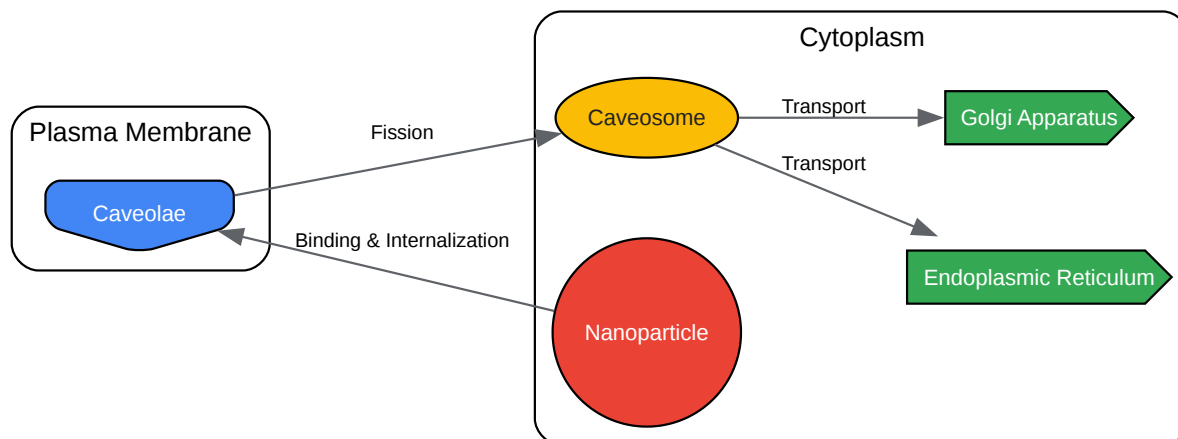 Cytoplasm
Plasma Membrane
Fission
Caveosome
Transport
Golgi Apparatus
Transport
Caveolae
Binding & Internalization
Endoplasmic Reticulum
Nanoparticle